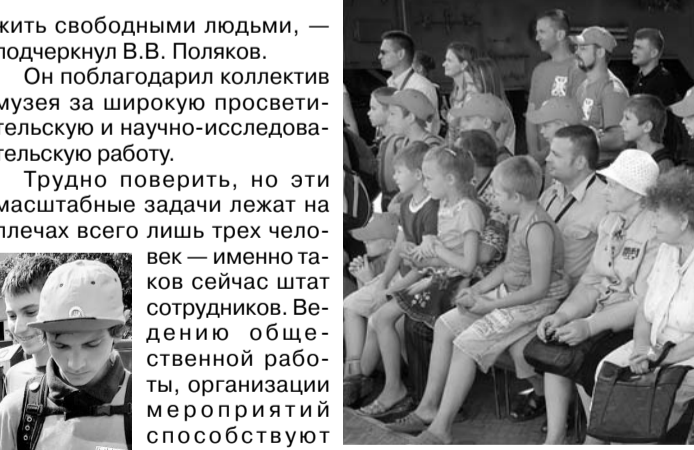 жить свободными людьми, —
подчеркнул В.В. Поляков.
Он поблагодарил коллектив
музея за широкую просвети-
тельскую и научно-исследова-
тельскую работу.
Трудно поверить, но эти
масштабные задачи лежат на
плечах всего лишь трех чело-
век — именно та-
ков сейчас штат
сотрудников. Ве-
дению обще-
ственной рабо-
ты, организации
мероприятий
способствуют